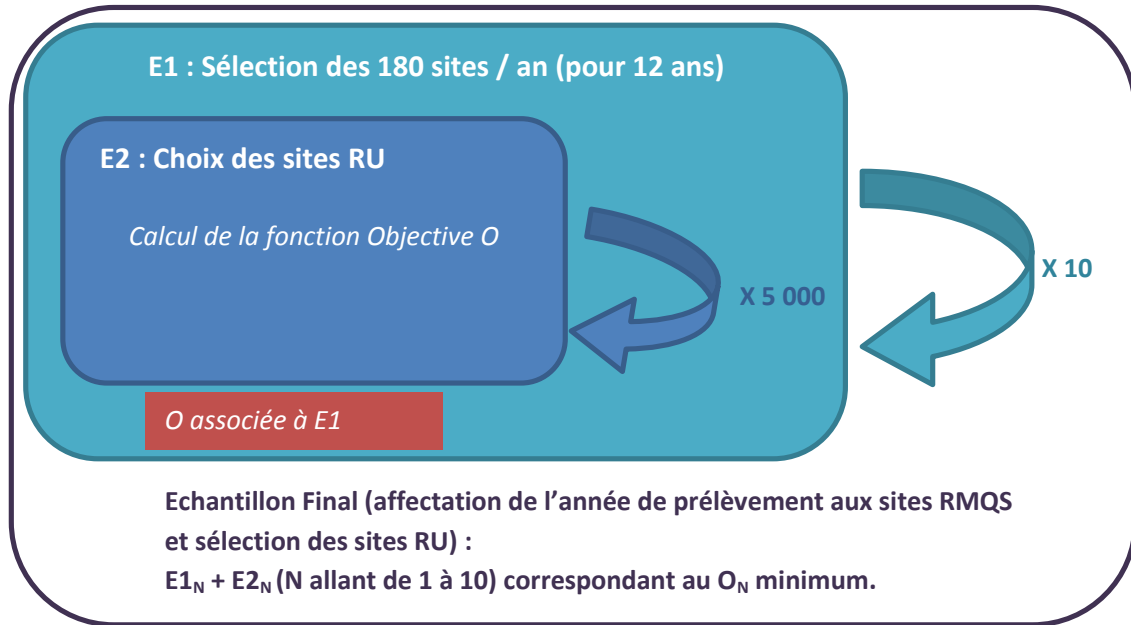 E1 : Sélection des 180 sites / an (pour 12 ans)
E2 : Choix des sites RU
Calcul de la fonction Objective O
X 5 000
X 10
O associée à E1
Echantillon Final (affectation de l’année de prélèvement aux sites RMQS
et sélection des sites RU) :
E1N + E2N (N allant de 1 à 10) correspondant au ON minimum.